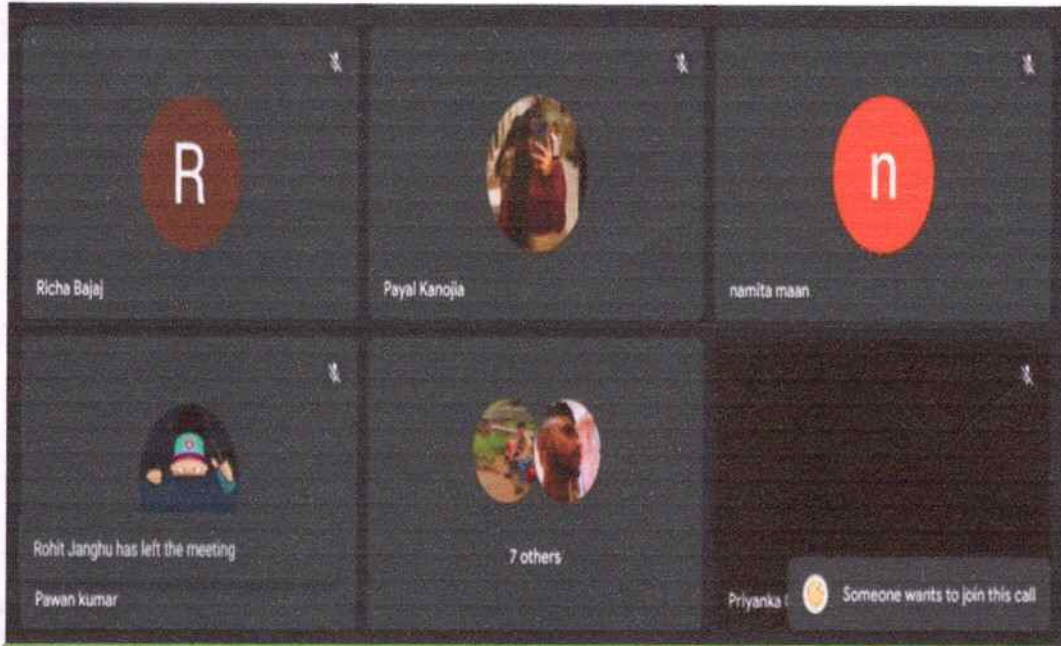 R
Richa Bajaj
Payal Kanojia
n
namita maan
Rohit Janghu has left the meeting
Pawan kumar
7 others
Priyanka
Someone wants to join this call